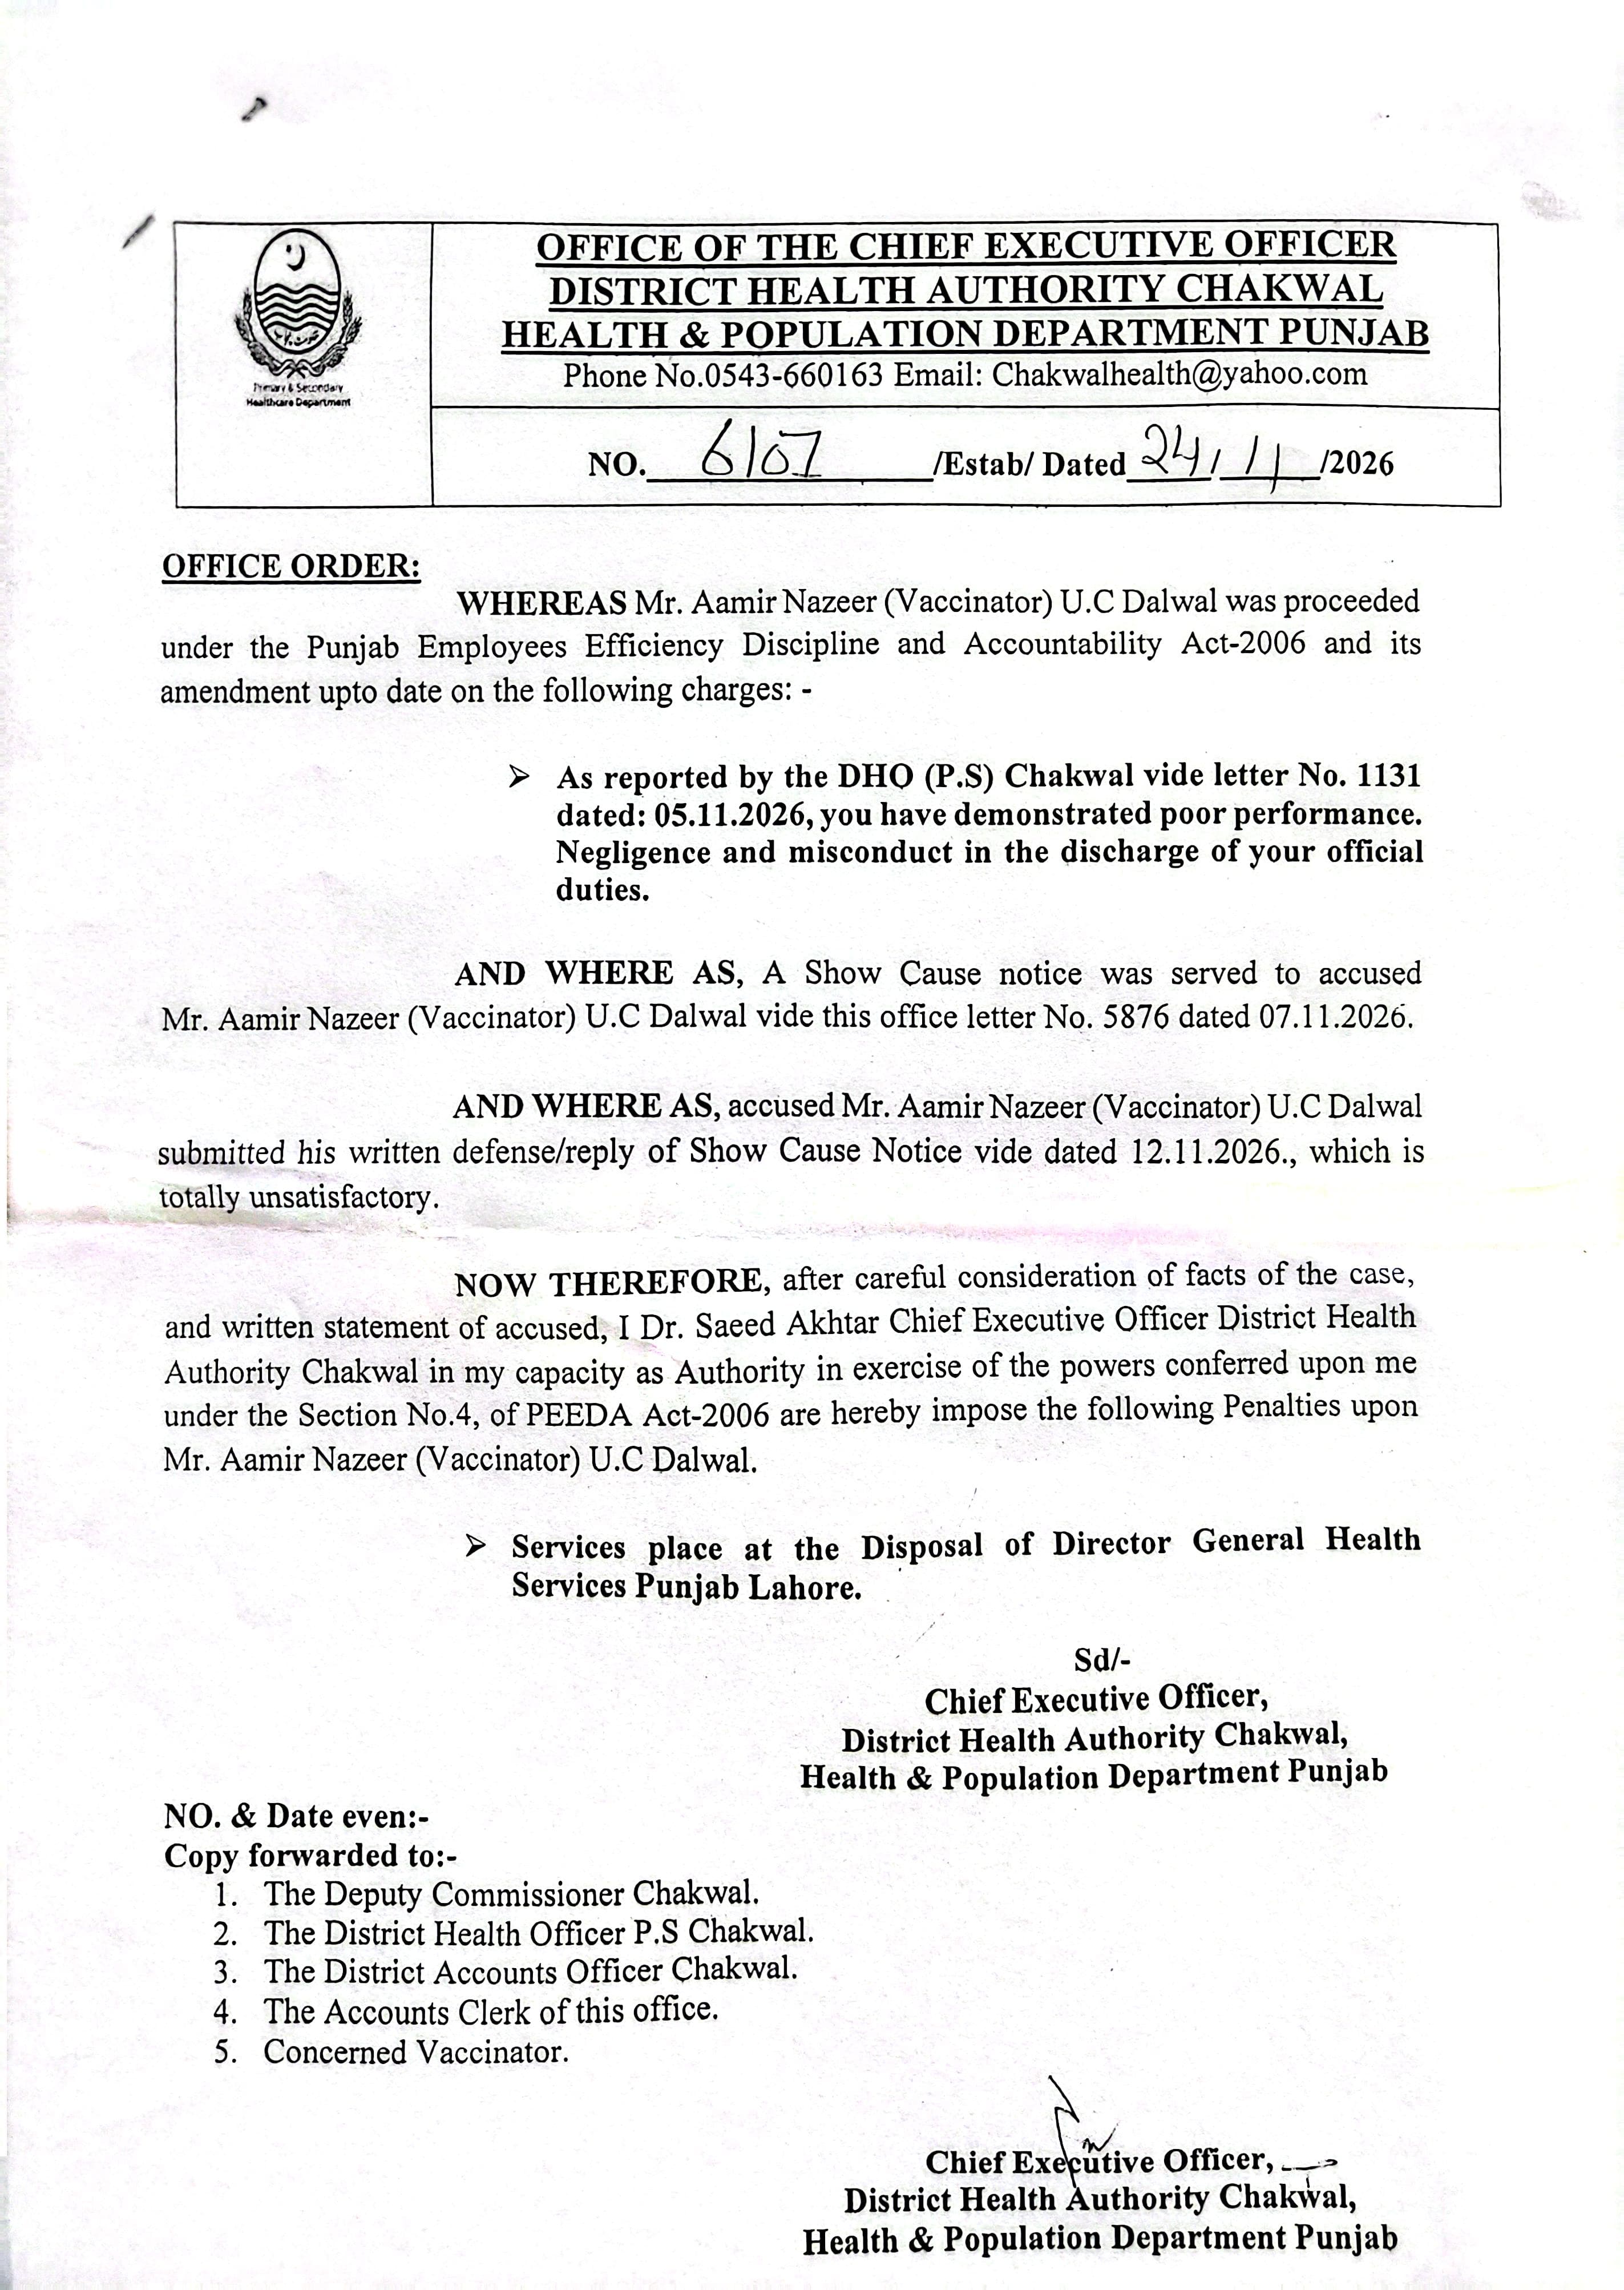 Primary & Secondary
Healthcare Department
OFFICE OF THE CHIEF EXECUTIVE OFFICER
DISTRICT HEALTH AUTHORITY CHAKWAL
HEALTH & POPULATION DEPARTMENT PUNJAB
Phone No.0543-660163 Email: Chakwalhealth@yahoo.com
NO. 6107 /Estab/ Dated 24/11/2026
OFFICE ORDER:
WHEREAS Mr. Aamir Nazeer (Vaccinator) U.C Dalwal was proceeded
under the Punjab Employees Efficiency Discipline and Accountability Act-2006 and its
amendment upto date on the following charges: -
➢ As reported by the DHO (P.S) Chakwal vide letter No. 1131
dated: 05.11.2026, you have demonstrated poor performance.
Negligence and misconduct in the discharge of your official
duties.
AND WHERE AS, A Show Cause notice was served to accused
Mr. Aamir Nazeer (Vaccinator) U.C Dalwal vide this office letter No. 5876 dated 07.11.2026.
AND WHERE AS, accused Mr. Aamir Nazeer (Vaccinator) U.C Dalwal
submitted his written defense/reply of Show Cause Notice vide dated 12.11.2026., which is
totally unsatisfactory.
NOW THEREFORE, after careful consideration of facts of the case,
and written statement of accused, I Dr. Saeed Akhtar Chief Executive Officer District Health
Authority Chakwal in my capacity as Authority in exercise of the powers conferred upon me
under the Section No.4, of PEEDA Act-2006 are hereby impose the following Penalties upon
Mr. Aamir Nazeer (Vaccinator) U.C Dalwal.
➢ Services place at the Disposal of Director General Health
Services Punjab Lahore.
Sd/-
Chief Executive Officer,
District Health Authority Chakwal,
Health & Population Department Punjab
NO. & Date even:-
Copy forwarded to:-
1. The Deputy Commissioner Chakwal.
2. The District Health Officer P.S Chakwal.
3. The District Accounts Officer Chakwal.
4. The Accounts Clerk of this office.
5. Concerned Vaccinator.
Chief Executive Officer,
District Health Authority Chakwal,
Health & Population Department Punjab